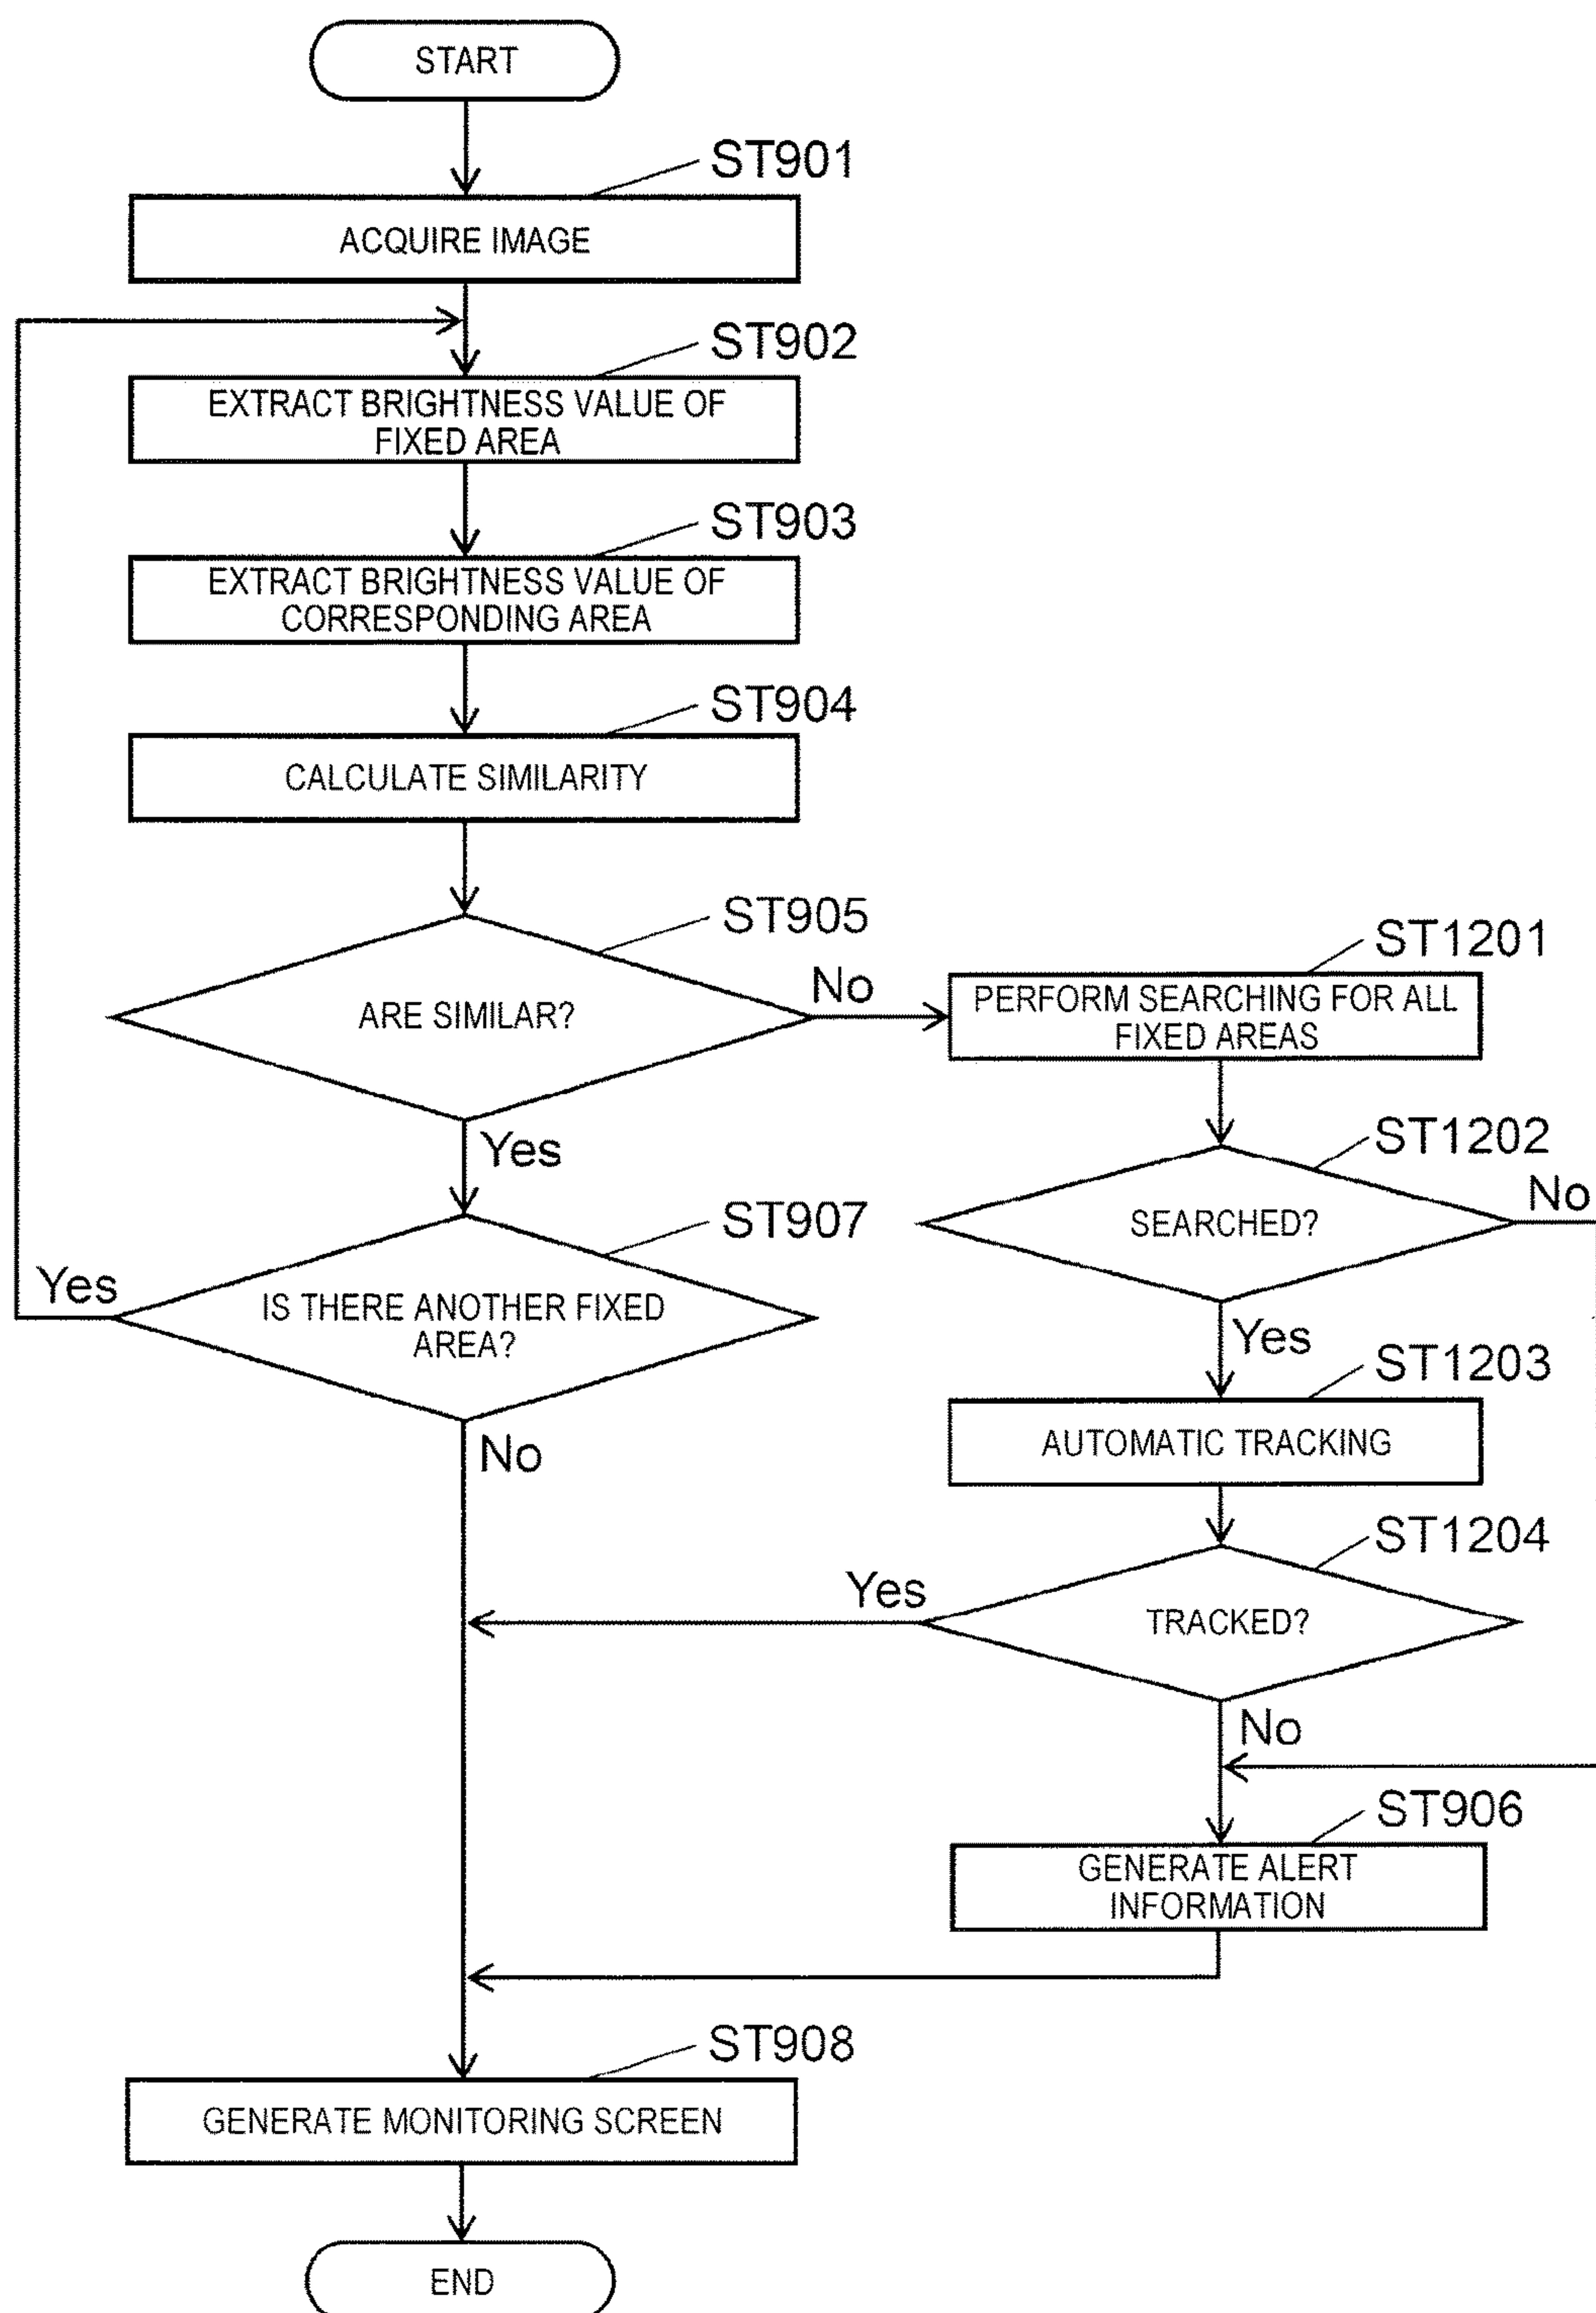 START
ST901
ACQUIRE IMAGE
ST902
EXTRACT BRIGHTNESS VALUE OF
FIXED AREA
ST903
EXTRACT BRIGHTNESS VALUE OF
CORRESPONDING AREA
ST904
CALCULATE SIMILARITY
ST905
ARE SIMILAR?
No
ST1201
PERFORM SEARCHING FOR ALL
FIXED AREAS
Yes
ST1202
SEARCHED?
No
ST907
Yes
IS THERE ANOTHER FIXED
AREA?
Yes
ST1203
AUTOMATIC TRACKING
No
ST1204
Yes
TRACKED?
No
ST906
GENERATE ALERT
INFORMATION
ST908
GENERATE MONITORING SCREEN
END